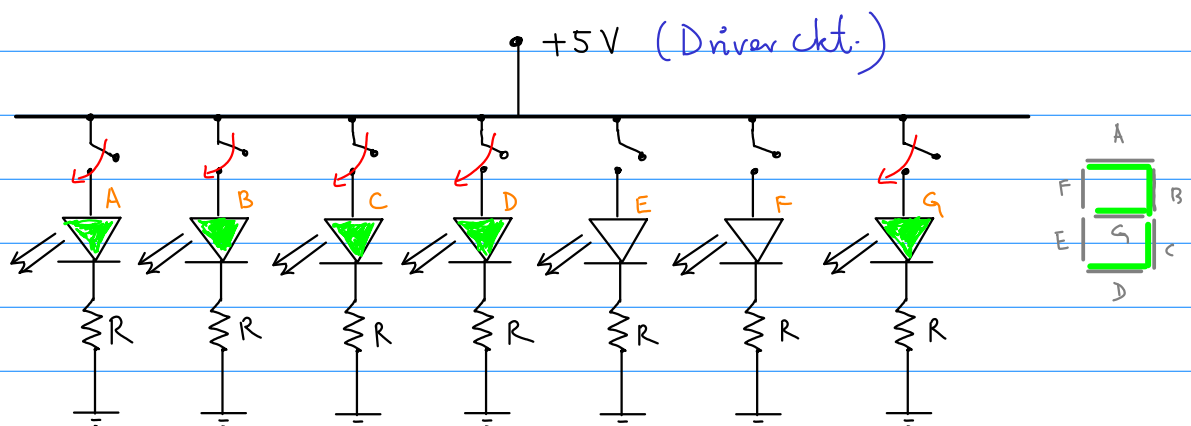 +5V (Driver ckt.)
A B C D E F G
R R R R R R R
A
F B
G
E C
D